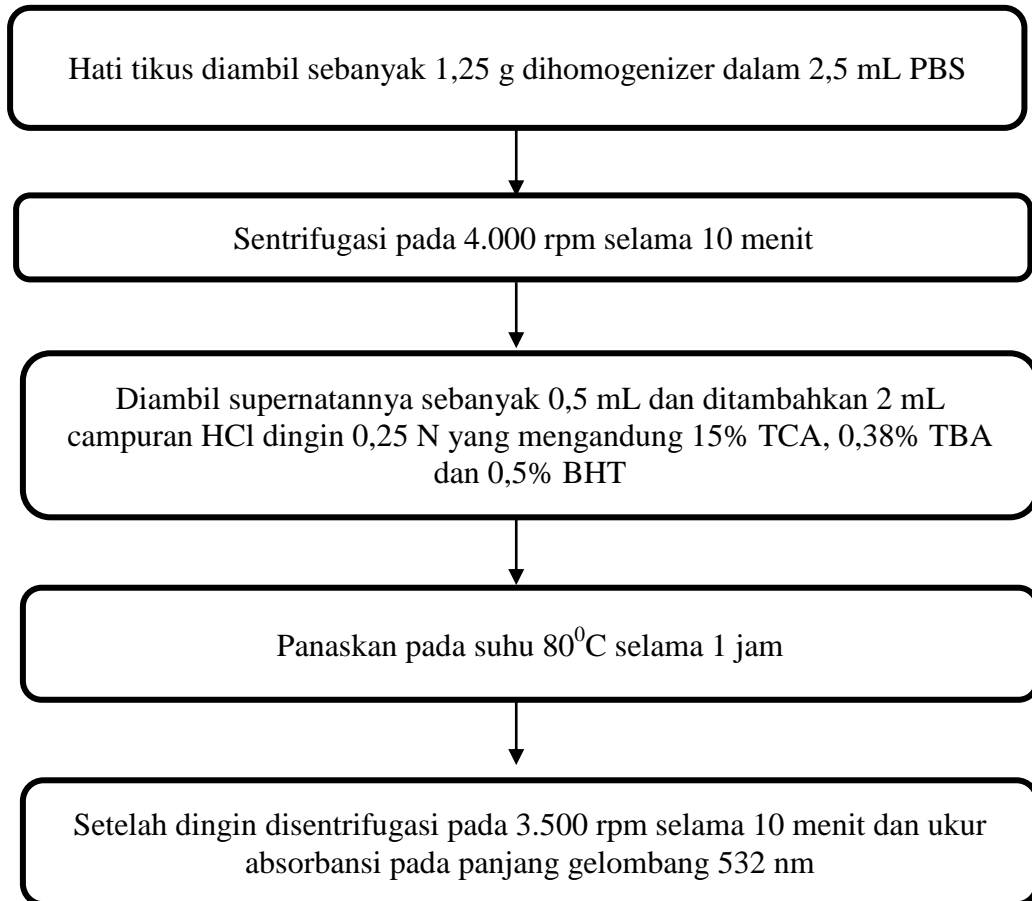 Hati tikus diambil sebanyak 1,25 g dihomogenizer dalam 2,5 mL PBS
Sentrifugasi pada 4.000 rpm selama 10 menit
Diambil supernatannya sebanyak 0,5 mL dan ditambahkan 2 mL
campuran HCl dingin 0,25 N yang mengandung 15% TCA, 0,38% TBA
dan 0,5% BHT
Panaskan pada suhu 80⁰C selama 1 jam
Setelah dingin disentrifugasi pada 3.500 rpm selama 10 menit dan ukur
absorbansi pada panjang gelombang 532 nm